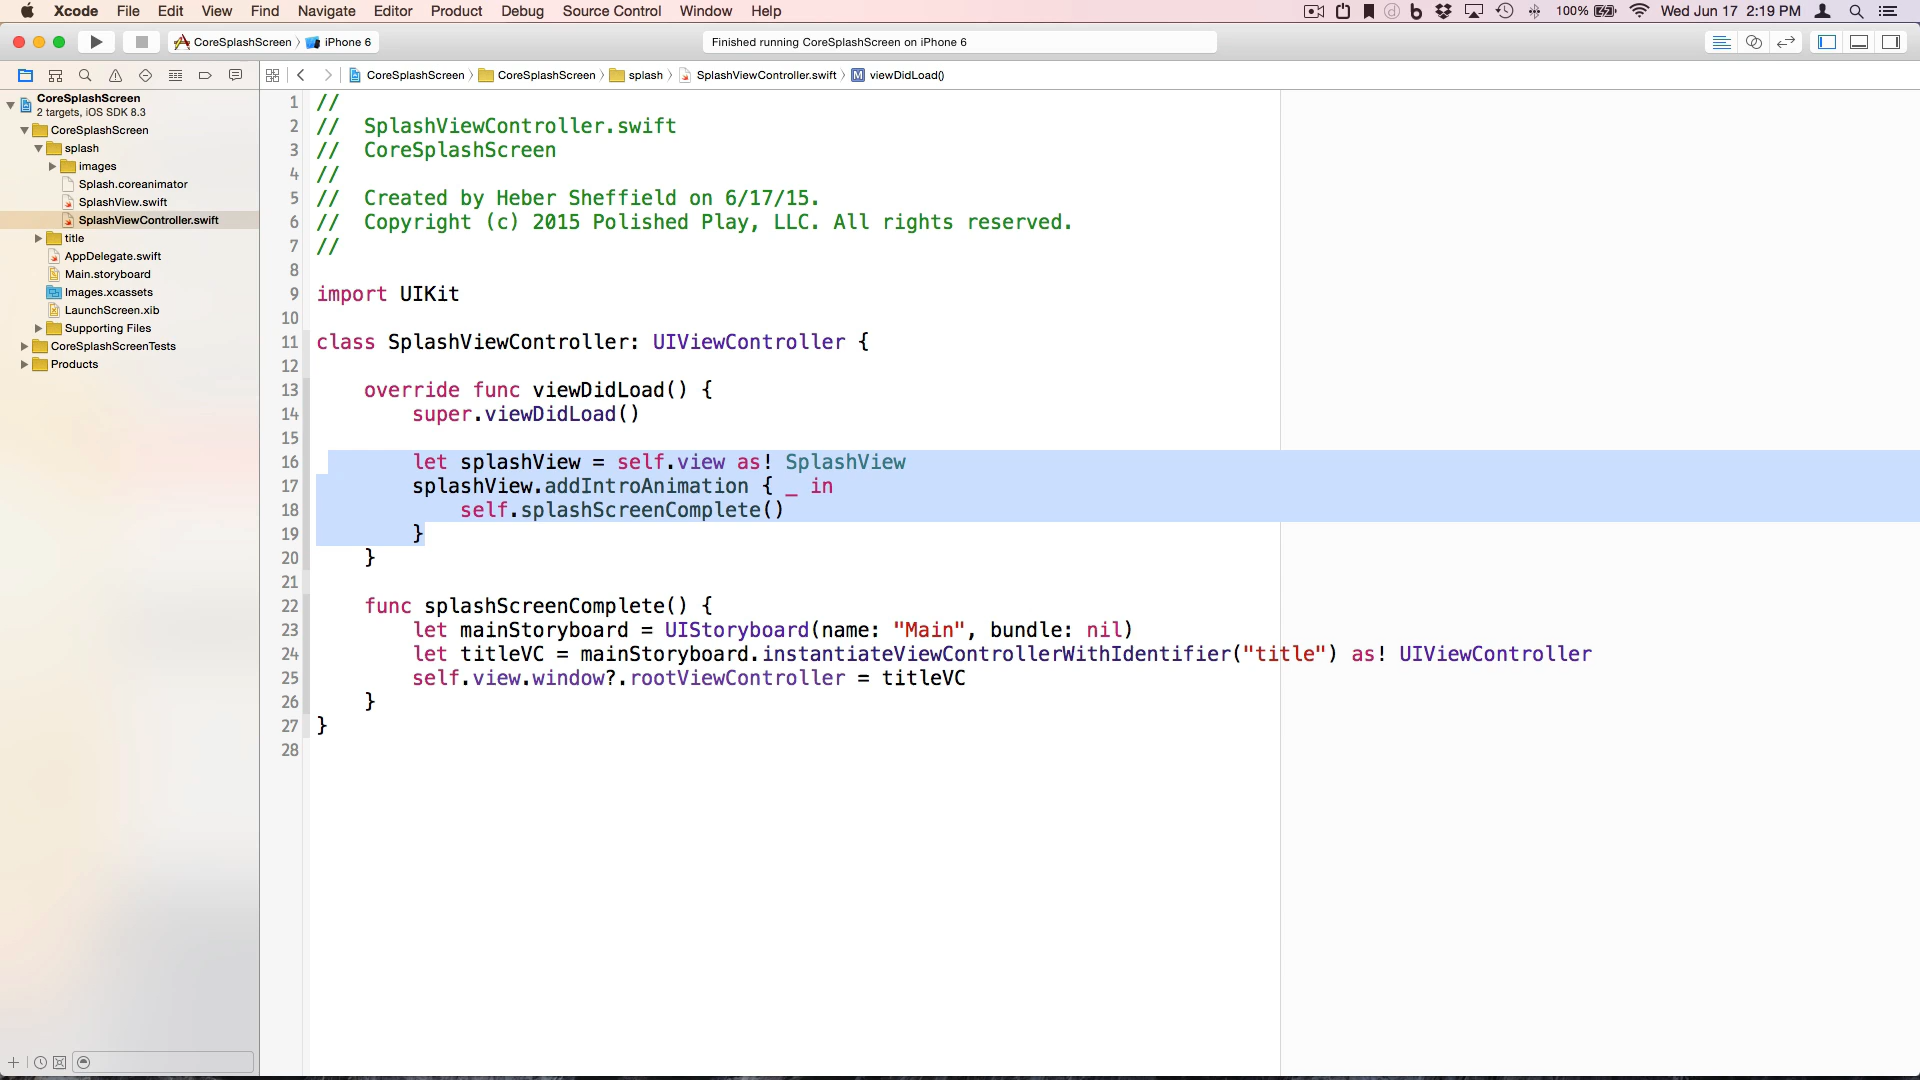 Xcode File Edit View Find Navigate Editor Product Debug Source Control Window Help 100% Wed Jun 17 2:19 PM
CoreSplashScreen iPhone 6 Finished running CoreSplashScreen on iPhone 6
CoreSplashScreen CoreSplashScreen splash SplashViewController.swift M viewDidLoad()
CoreSplashScreen
2 targets, iOS SDK 8.3
CoreSplashScreen
splash
images
Splash.coreanimator
SplashView.swift
SplashViewController.swift
title
AppDelegate.swift
Main.storyboard
Images.xcassets
LaunchScreen.xib
Supporting Files
CoreSplashScreenTests
Products
1 //
2 //  SplashViewController.swift
3 //  CoreSplashScreen
4 //
5 //  Created by Heber Sheffield on 6/17/15.
6 //  Copyright (c) 2015 Polished Play, LLC. All rights reserved.
7 //
8
9 import UIKit
10
11 class SplashViewController: UIViewController {
12
13     override func viewDidLoad() {
14         super.viewDidLoad()
15
16         let splashView = self.view as! SplashView
17         splashView.addIntroAnimation { _ in
18             self.splashScreenComplete()
19         }
20     }
21
22     func splashScreenComplete() {
23         let mainStoryboard = UIStoryboard(name: "Main", bundle: nil)
24         let titleVC = mainStoryboard.instantiateViewControllerWithIdentifier("title") as! UIViewController
25         self.view.window?.rootViewController = titleVC
26     }
27 }
28